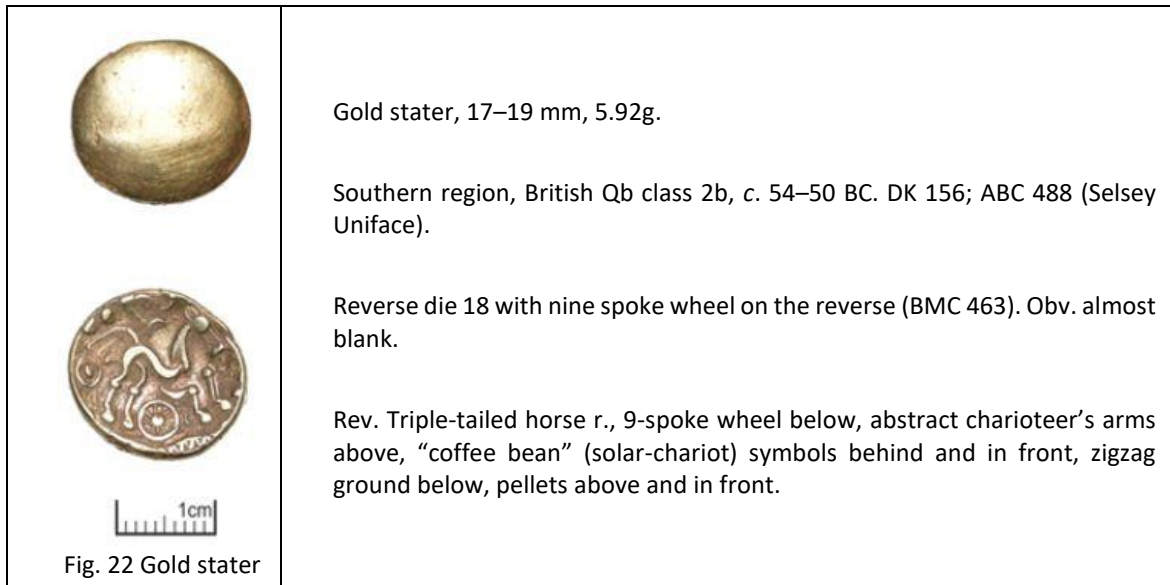 Gold stater, 17–19 mm, 5.92g.
Southern region, British Qb class 2b, c. 54–50 BC. DK 156; ABC 488 (Selsey
Uniface).
Reverse die 18 with nine spoke wheel on the reverse (BMC 463). Obv. almost
blank.
Rev. Triple-tailed horse r., 9-spoke wheel below, abstract charioteer’s arms
above, “coffee bean” (solar-chariot) symbols behind and in front, zigzag
ground below, pellets above and in front.
1cm
Fig. 22 Gold stater